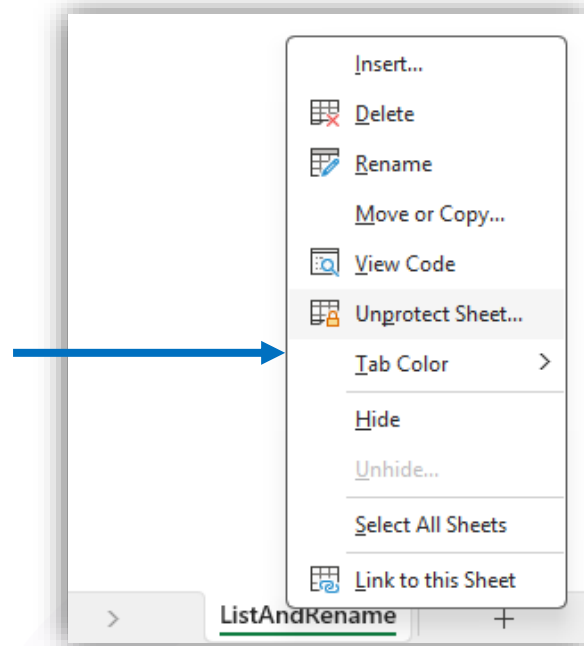 Insert...
Delete
Rename
Move or Copy...
View Code
Unprotect Sheet...
Tab Color
Hide
Unhide...
Select All Sheets
Link to this Sheet
ListAndRename